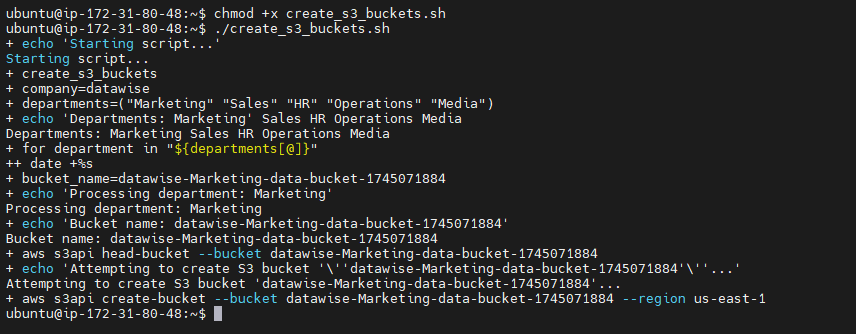 ubuntu@ip-172-31-80-48:~$ chmod +x create_s3_buckets.sh
ubuntu@ip-172-31-80-48:~$ ./create_s3_buckets.sh
+ echo 'Starting script...'
Starting script...
+ create_s3_buckets
+ company=datawise
+ departments=("Marketing" "Sales" "HR" "Operations" "Media")
+ echo 'Departments: Marketing' Sales HR Operations Media
Departments: Marketing Sales HR Operations Media
+ for department in "${departments[@]}"
++ date +%s
+ bucket_name=datawise-Marketing-data-bucket-1745071884
+ echo 'Processing department: Marketing'
Processing department: Marketing
+ echo 'Bucket name: datawise-Marketing-data-bucket-1745071884'
Bucket name: datawise-Marketing-data-bucket-1745071884
+ aws s3api head-bucket --bucket datawise-Marketing-data-bucket-1745071884
+ echo 'Attempting to create S3 bucket '\''datawise-Marketing-data-bucket-1745071884'\''...'
Attempting to create S3 bucket 'datawise-Marketing-data-bucket-1745071884'...
+ aws s3api create-bucket --bucket datawise-Marketing-data-bucket-1745071884 --region us-east-1
ubuntu@ip-172-31-80-48:~$